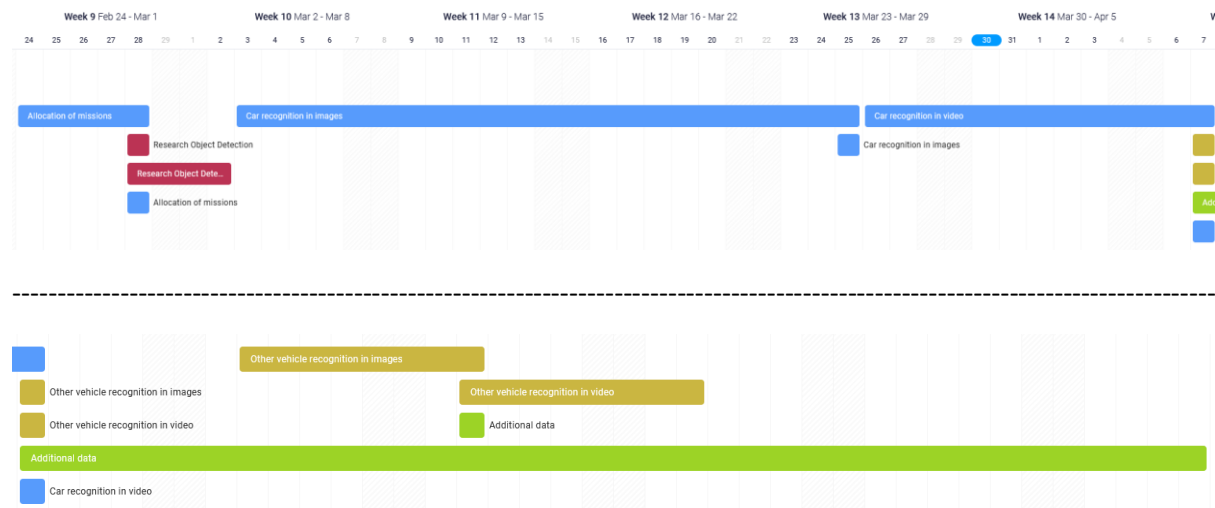 Week 9 Feb 24 - Mar 1 Week 10 Mar 2 - Mar 8 Week 11 Mar 9 - Mar 15 Week 12 Mar 16 - Mar 22 Week 13 Mar 23 - Mar 29 Week 14 Mar 30 - Apr 5
24 25 26 27 28 29 1 2 3 4 5 6 7 8 9 10 11 12 13 14 15 16 17 18 19 20 21 22 23 24 25 26 27 28 29 30 31 1 2 3 4 5 6 7
Allocation of missions Car recognition in images Car recognition in video
Research Object Detection Car recognition in images
Research Object Dete...
Allocation of missions
Other vehicle recognition in images
Other vehicle recognition in images Other vehicle recognition in video
Other vehicle recognition in video Additional data
Additional data
Car recognition in video